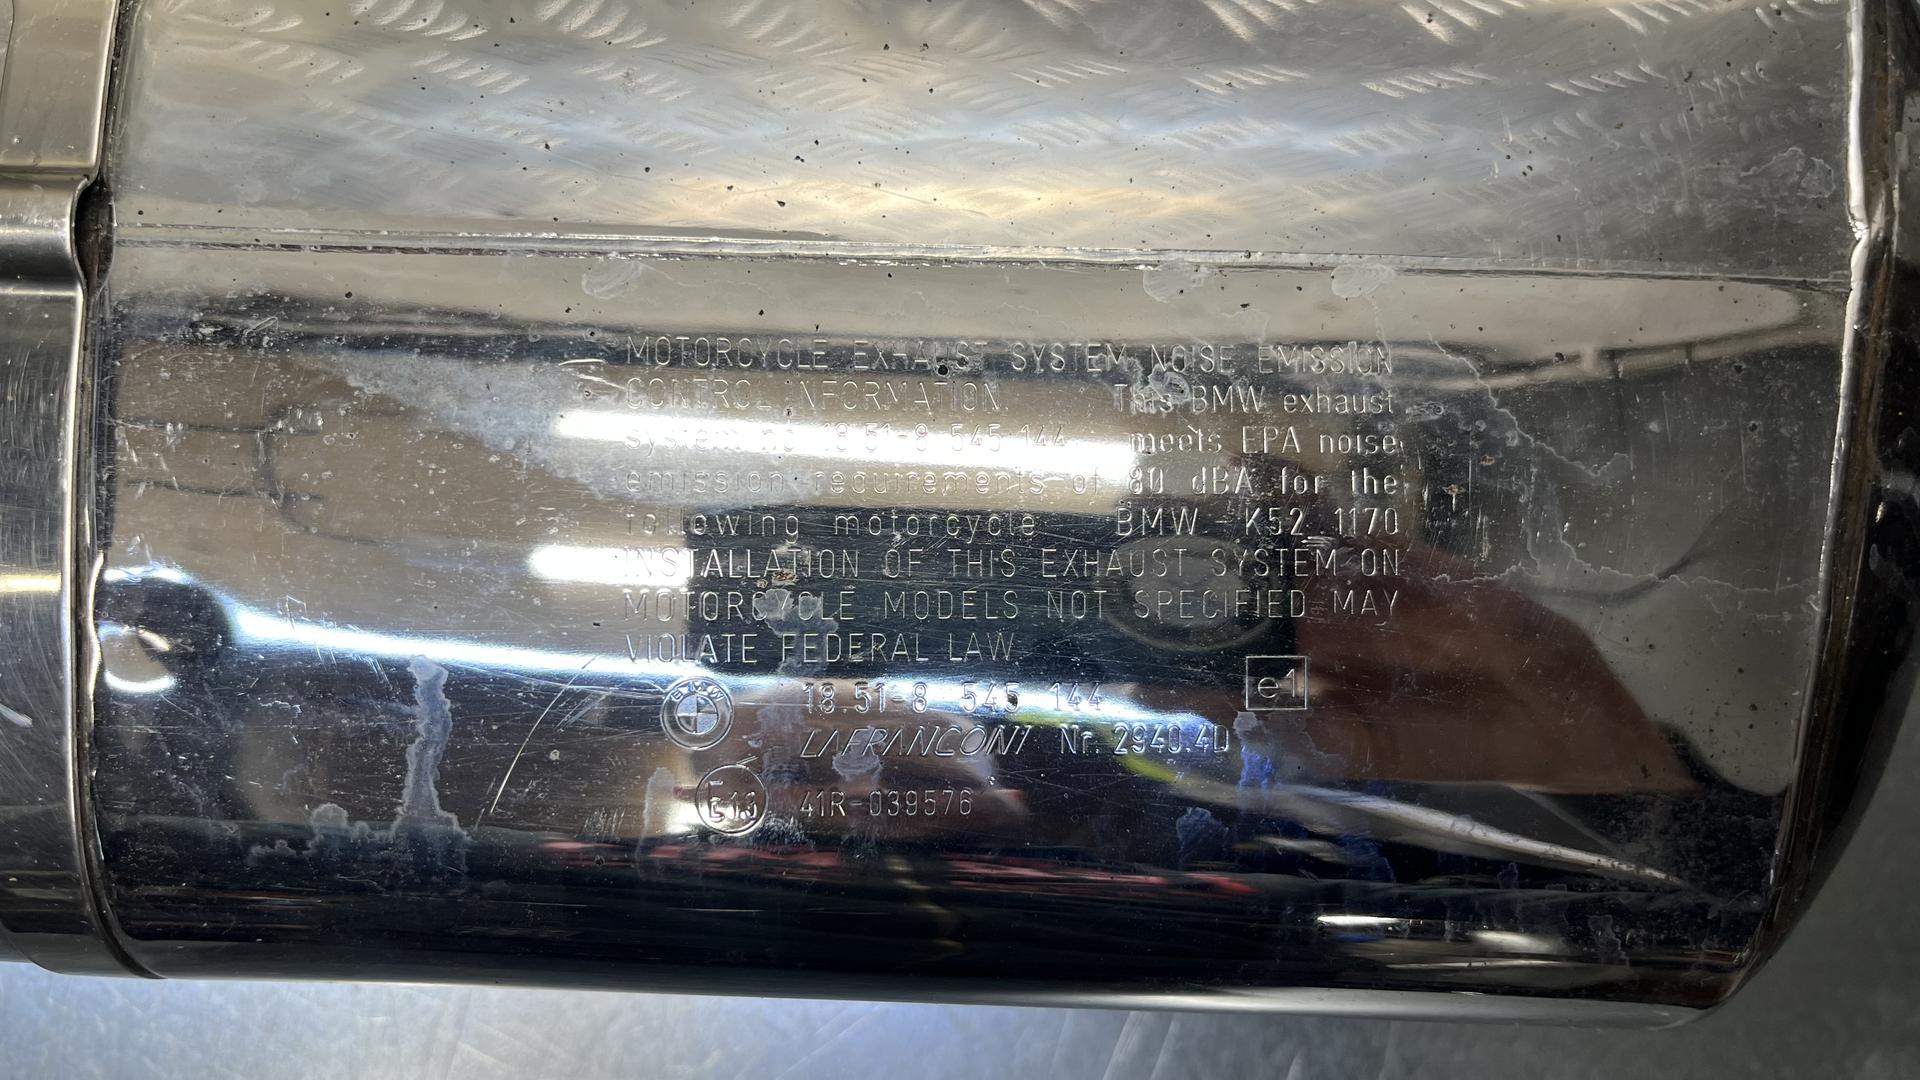 MOTORCYCLE EXHAUST SYSTEM NOISE EMISSION
CONTROL INFORMATION. This BMW exhaust
system no 18.51-8 545 144 meets EPA noise
emission requirements of 80 dBA for the
following motorcycle BMW - K52 1170
INSTALLATION OF THIS EXHAUST SYSTEM ON
MOTORCYCLE MODELS NOT SPECIFIED MAY
VIOLATE FEDERAL LAW.
e1
BMW 18.51-8 545 144
LAFRANCONI Nr. 2940.4D
E13 41R-039576